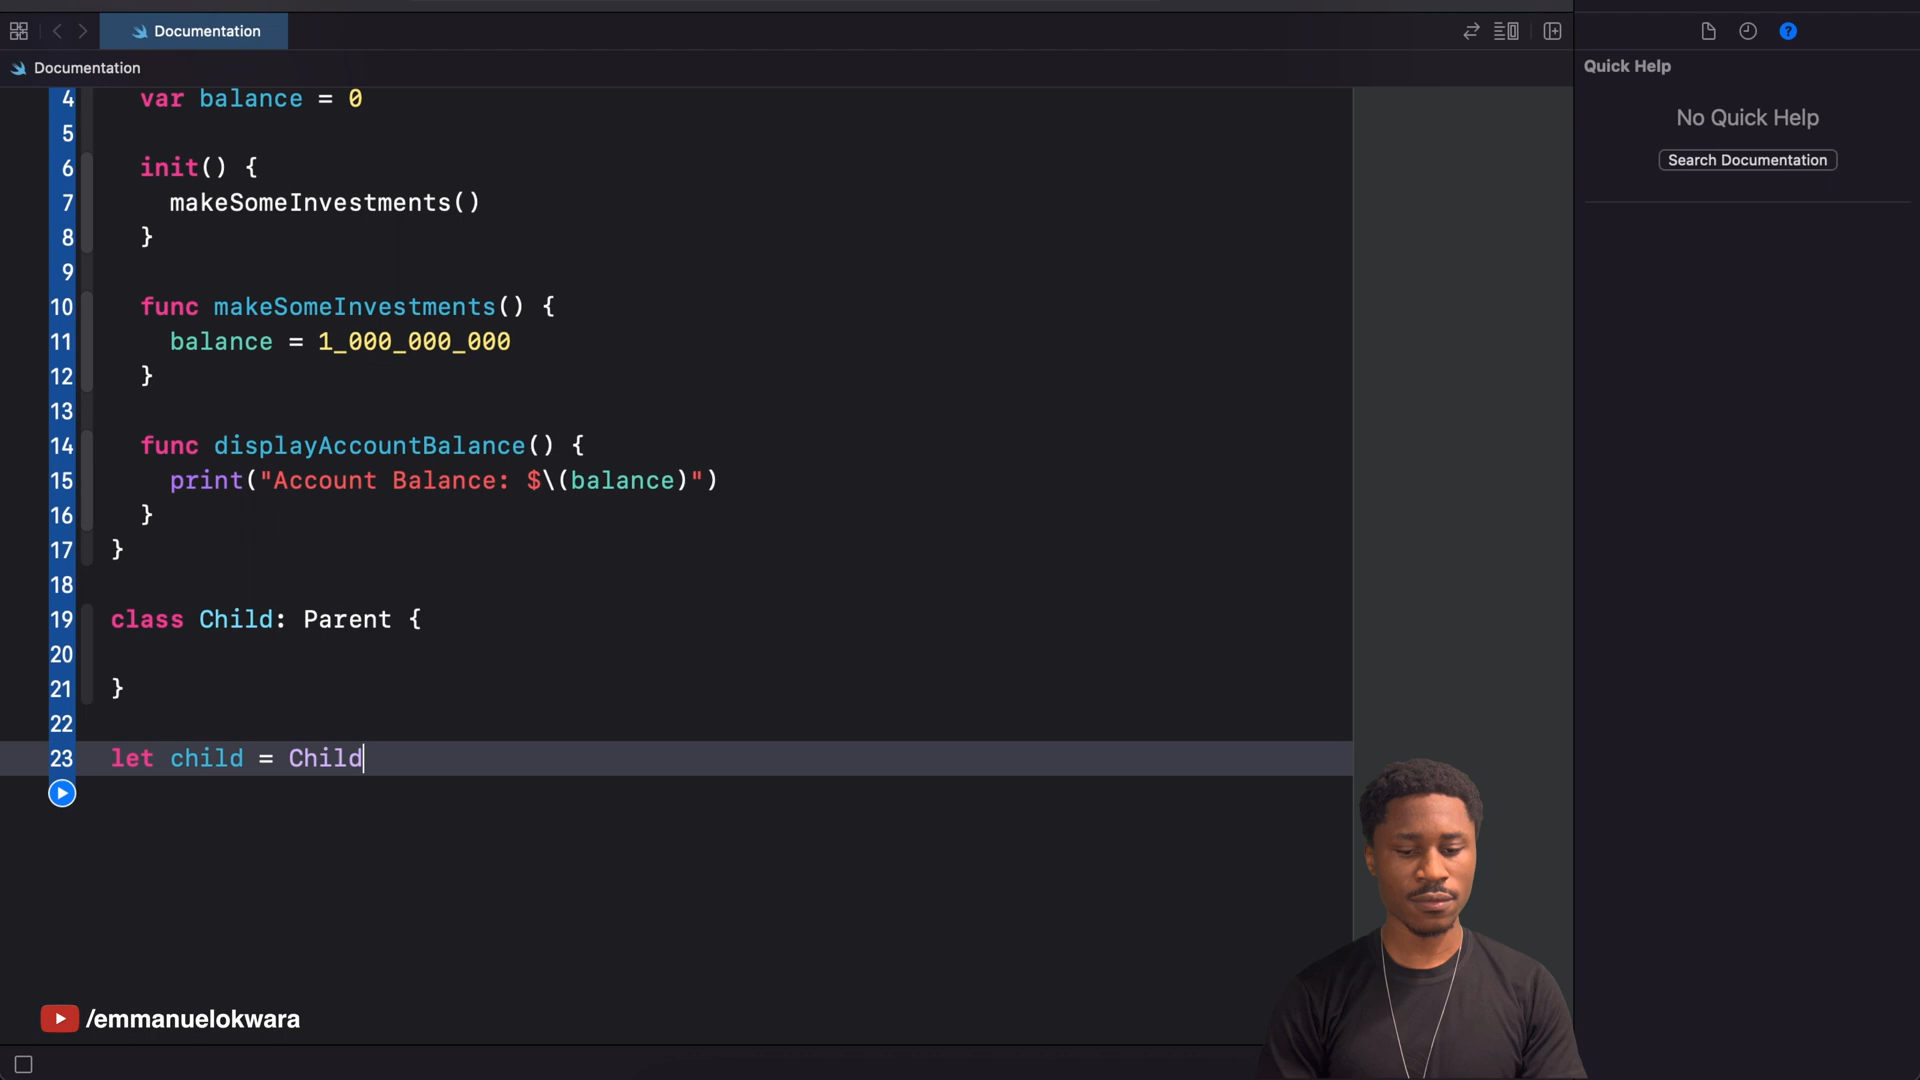 Documentation
Documentation
4 var balance = 0
5
6 init() {
7 makeSomeInvestments()
8 }
9
10 func makeSomeInvestments() {
11 balance = 1_000_000_000
12 }
13
14 func displayAccountBalance() {
15 print("Account Balance: $\(balance)")
16 }
17 }
18
19 class Child: Parent {
20
21 }
22
23 let child = Child
/emmanuelokwara
Quick Help
No Quick Help
Search Documentation